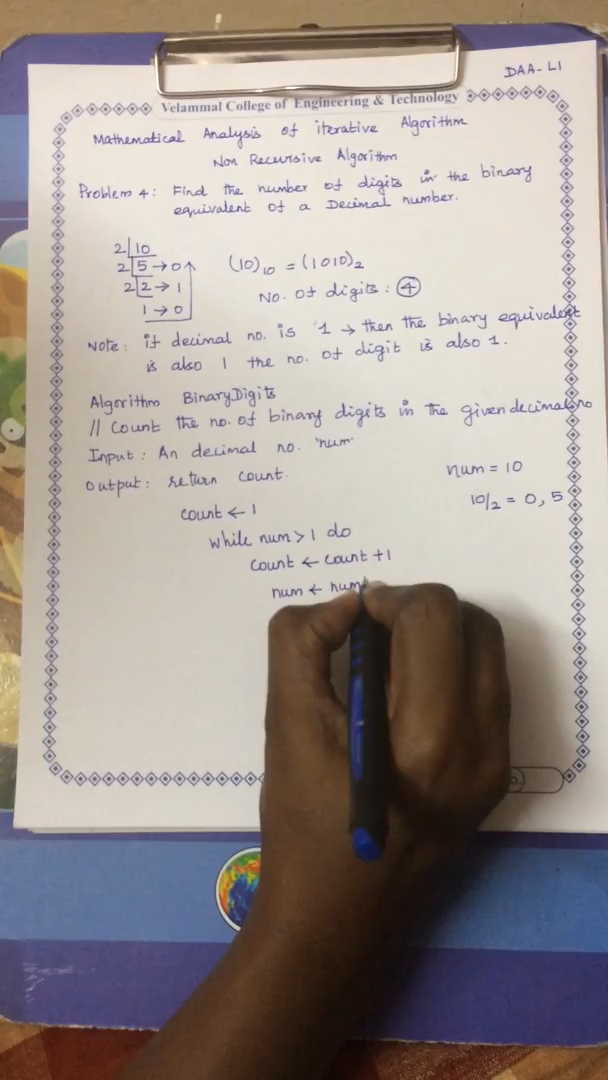 DAA-L1
Velammal College of Engineering & Technology
Mathematical Analysis of iterative Algorithm
Non Recursive Algorithm
Problem 4: Find the number of digits in the binary
equivalent of a Decimal number.
2 10
2 5 → 0
2 2 → 1
1 → 0
(10)₁₀ = (1010)₂
No. of digits: 4
Note: if decimal no. is '1 → then the binary equivalent
is also 1 the no. of digit is also 1.
Algorithm BinaryDigits
// Count the no. of binary digits in the given decimal no
Input: An decimal no. 'num'
Output: return count.
num = 10
10/2 = 0, 5
count ← 1
while num > 1 do
count ← count + 1
num ← num